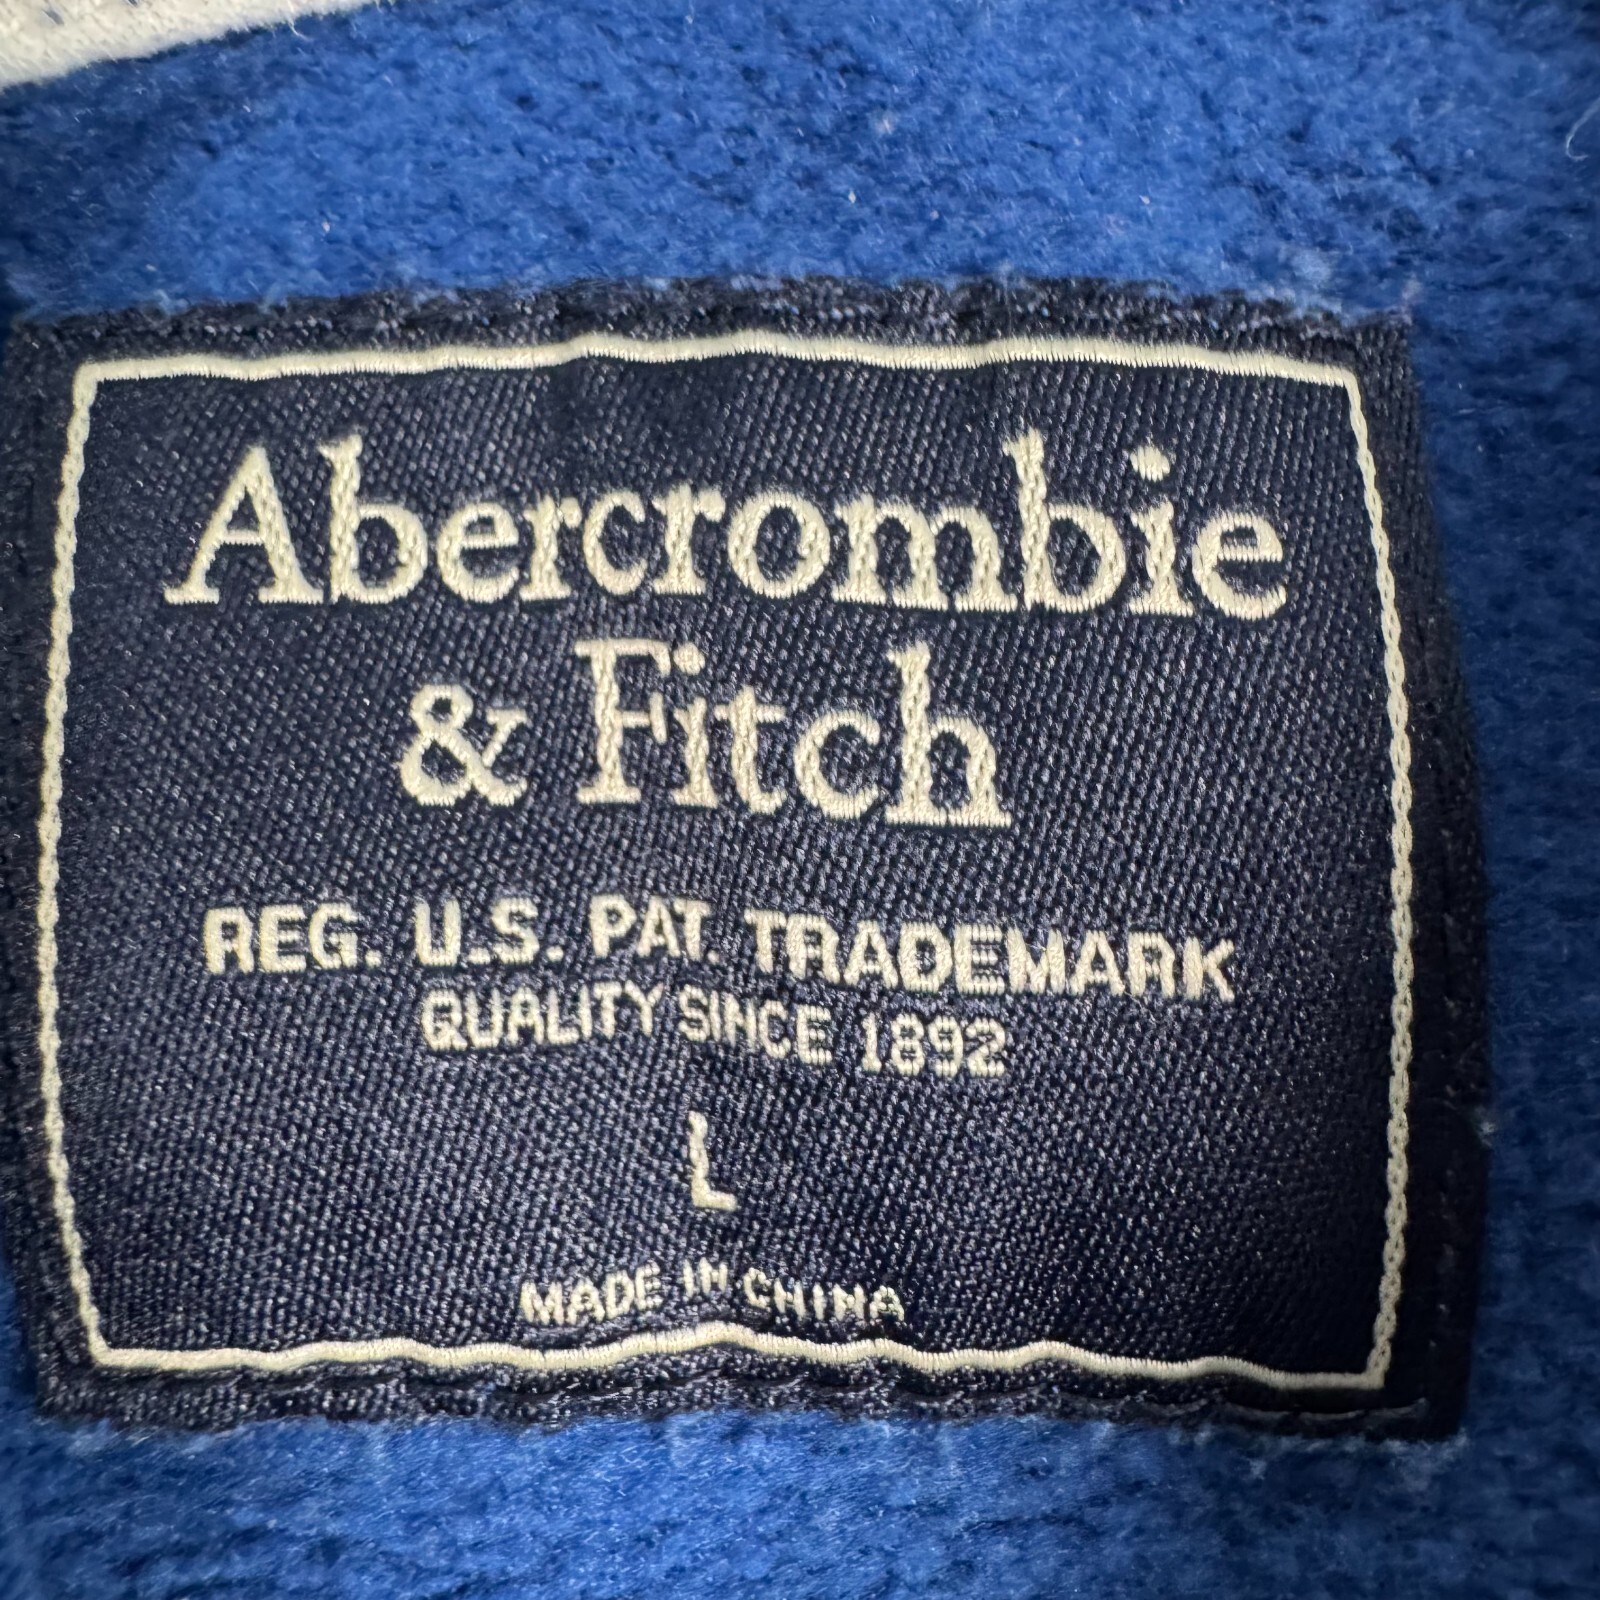 Abercrombie
& Fitch
REG. U.S. PAT. TRADEMARK
QUALITY SINCE 1892
L
MADE IN CHINA